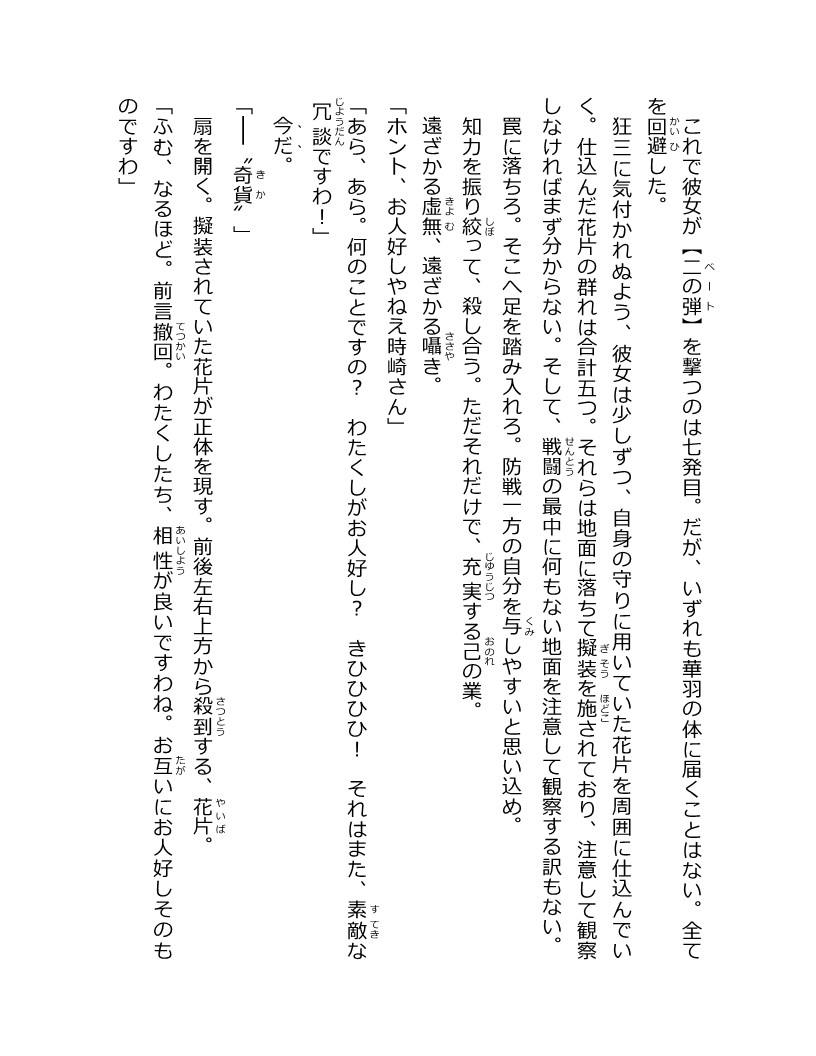 これで彼女が【二の弾】を撃つのは七発目。だが、いずれも華羽の体に届くことはない。全て
を回避した。
狂三に気付かれぬよう、彼女は少しずつ、自身の守りに用いていた花片を周囲に仕込んでい
く。仕込んだ花片の群れは合計五つ。それらは地面に落ちて擬装を施されており、注意して観察
しなければまず分からない。そして、戦闘の最中に何もない地面を注意して観察する訳もない。
罠に落ちろ。そこへ足を踏み入れろ。防戦一方の自分を与しやすいと思い込め。
知力を振り絞って、殺し合う。ただそれだけで、充実する己の業。
遠ざかる虚無、遠ざかる囁き。
「ホント、お人好しやねえ時崎さん」
「あら、あら。何のことですの？　わたくしがお人好し？　きひひひひ！　それはまた、素敵な
冗談ですわ！」
今だ。
「――〝奇貨〟」
扇を開く。擬装されていた花片が正体を現す。前後左右上方から殺到する、花片。
「ふむ、なるほど。前言撤回。わたくしたち、相性が良いですわね。お互いにお人好しそのも
のですわ」